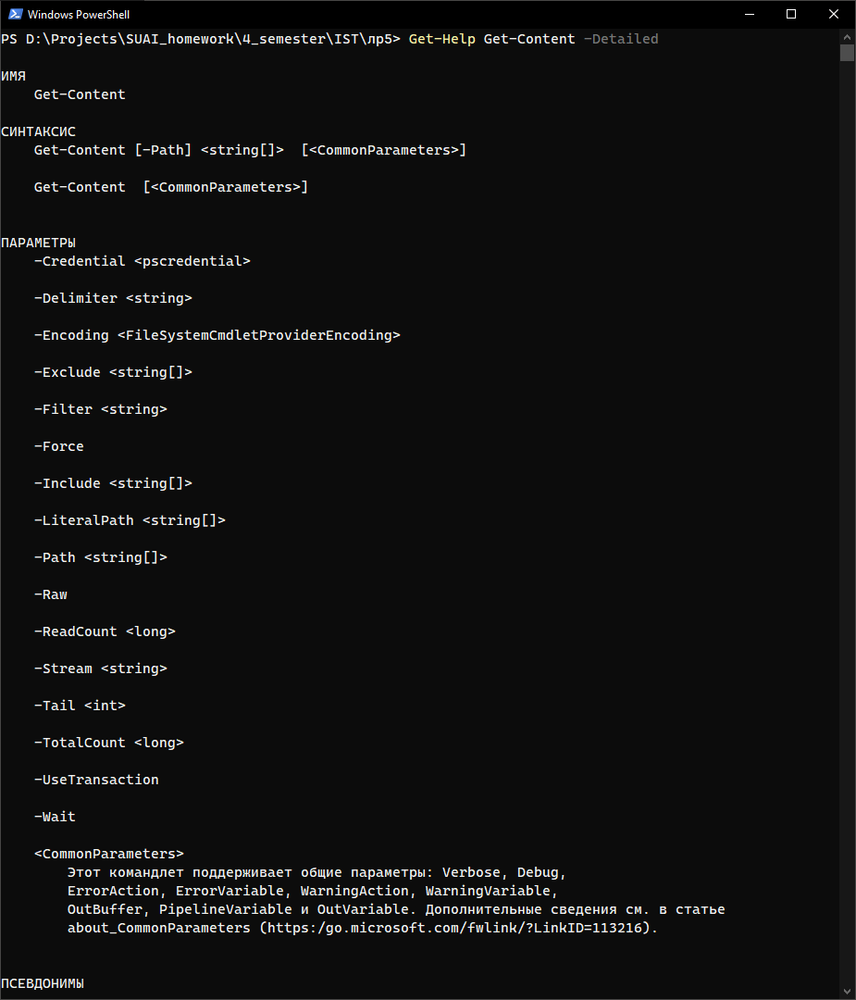 Windows PowerShell
PS D:\Projects\SUAI_homework\4_semester\IST\лр5> Get-Help Get-Content -Detailed
ИМЯ
Get-Content
СИНТАКСИС
Get-Content [-Path] <string[]>  [<CommonParameters>]
Get-Content  [<CommonParameters>]
ПАРАМЕТРЫ
-Credential <pscredential>
-Delimiter <string>
-Encoding <FileSystemCmdletProviderEncoding>
-Exclude <string[]>
-Filter <string>
-Force
-Include <string[]>
-LiteralPath <string[]>
-Path <string[]>
-Raw
-ReadCount <long>
-Stream <string>
-Tail <int>
-TotalCount <long>
-UseTransaction
-Wait
<CommonParameters>
Этот командлет поддерживает общие параметры: Verbose, Debug,
ErrorAction, ErrorVariable, WarningAction, WarningVariable,
OutBuffer, PipelineVariable и OutVariable. Дополнительные сведения см. в статье
about_CommonParameters (https:/go.microsoft.com/fwlink/?LinkID=113216).
ПСЕВДОНИМЫ